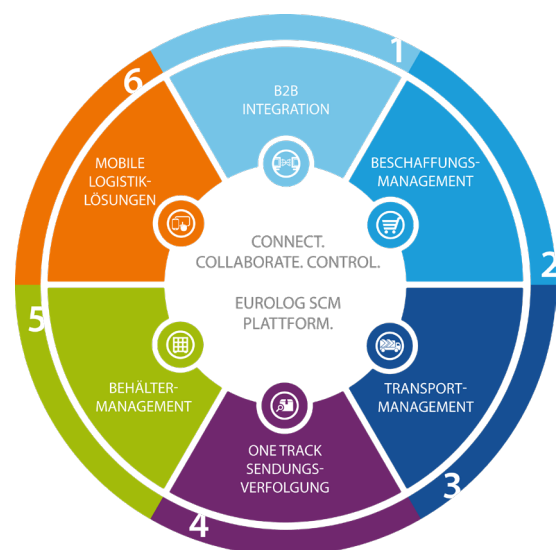 1
B2B
INTEGRATION
2
BESCHAFFUNGS-
MANAGEMENT
3
TRANSPORT-
MANAGEMENT
4
ONE TRACK
SENDUNGS-
VERFOLGUNG
5
BEHÄLTER-
MANAGEMENT
6
MOBILE
LOGISTIK-
LÖSUNGEN
CONNECT.
COLLABORATE. CONTROL.
EUROLOG SCM
PLATTFORM.